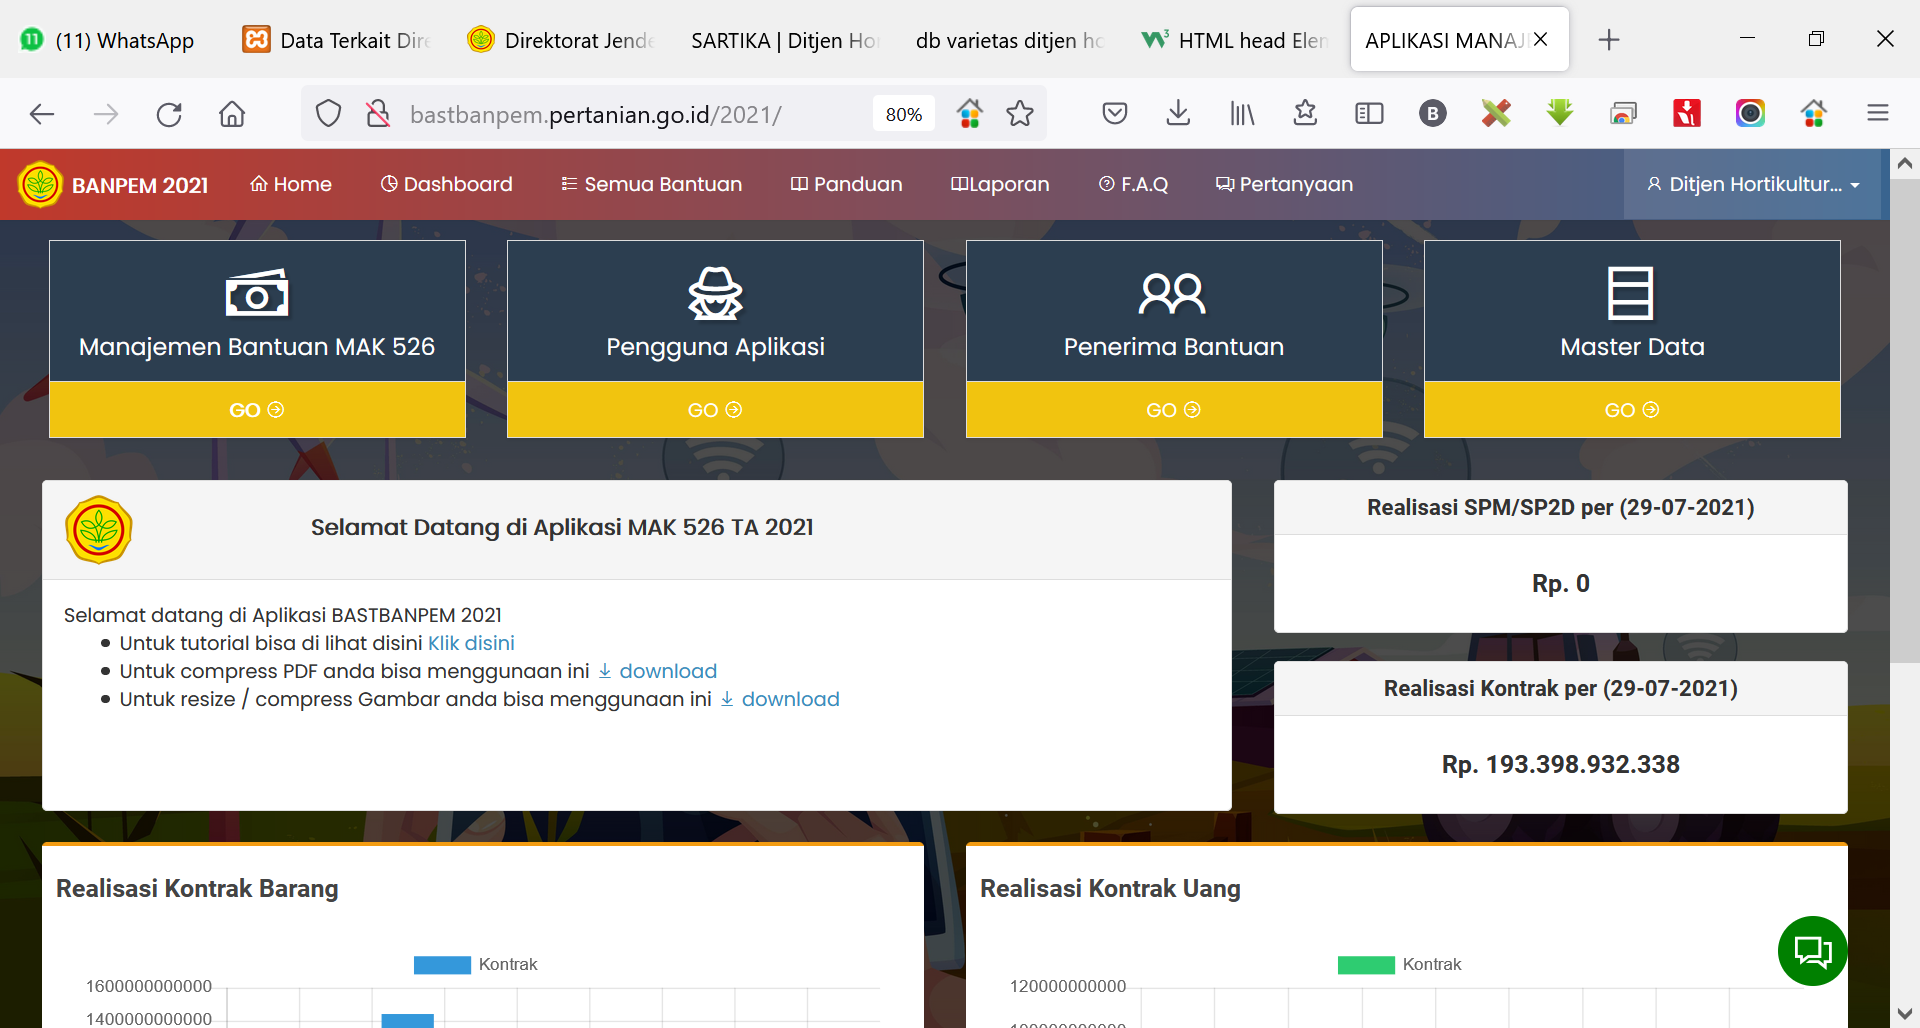 (11) WhatsApp
Data Terkait Dire
Direktorat Jende
SARTIKA | Ditjen Ho
db varietas ditjen ho
HTML head Elen
APLIKASI MANAJ
bastbanpem.pertanian.go.id/2021/
80%
BANPEM 2021
Home
Dashboard
Semua Bantuan
Panduan
Laporan
F.A.Q
Pertanyaan
Ditjen Hortikultur...
Manajemen Bantuan MAK 526
GO
Pengguna Aplikasi
GO
Penerima Bantuan
GO
Master Data
GO
Selamat Datang di Aplikasi MAK 526 TA 2021
Selamat datang di Aplikasi BASTBANPEM 2021
Untuk tutorial bisa di lihat disini Klik disini
Untuk compress PDF anda bisa menggunaan ini download
Untuk resize / compress Gambar anda bisa menggunaan ini download
Realisasi SPM/SP2D per (29-07-2021)
Rp. 0
Realisasi Kontrak per (29-07-2021)
Rp. 193.398.932.338
Realisasi Kontrak Barang
Kontrak
1600000000000
1400000000000
Realisasi Kontrak Uang
Kontrak
120000000000